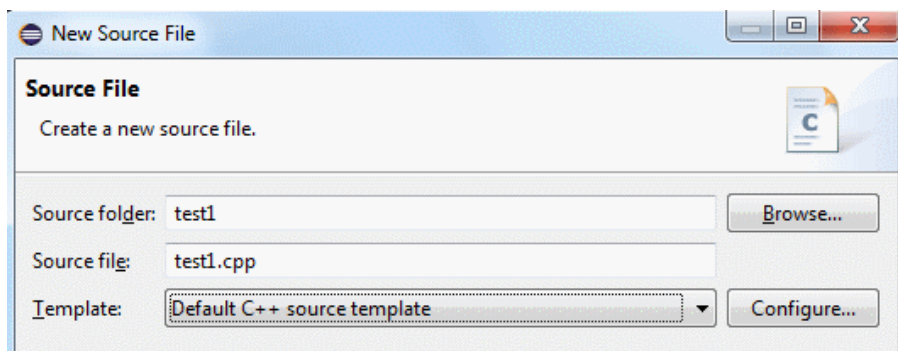 New Source File
Source File
Create a new source file.
C
Source folder: test1 Browse...
Source file: test1.cpp
Template: Default C++ source template Configure...